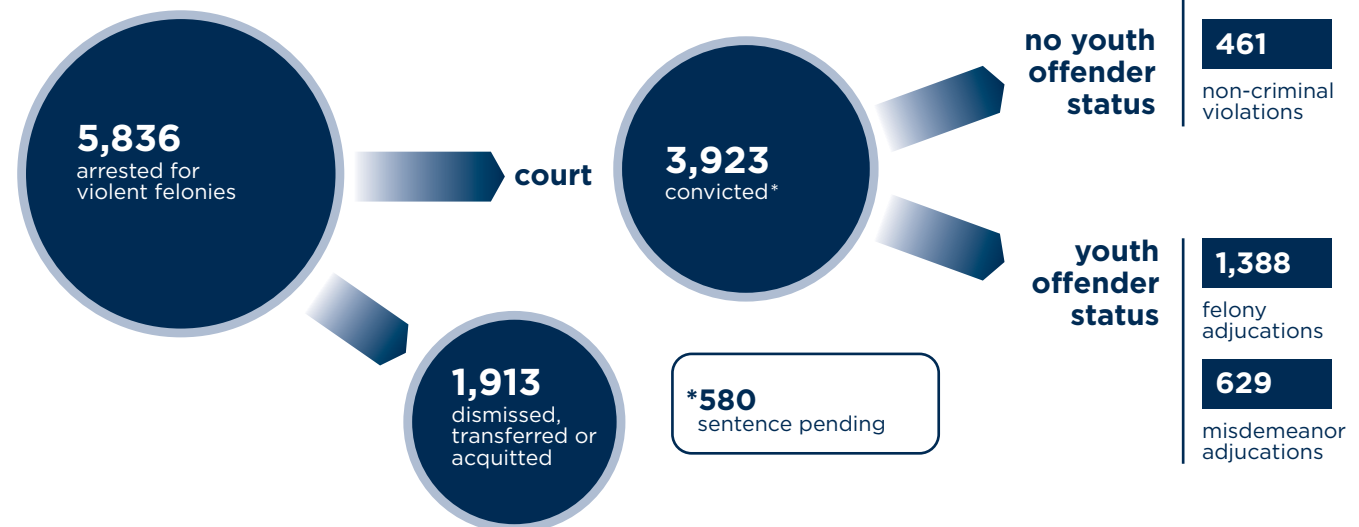 5,836
arrested for
violent felonies
court
3,923
convicted*
no youth
offender
status
461
non-criminal
violations
youth
offender
status
1,388
felony
adjucations
629
misdemeanor
adjucations
1,913
dismissed,
transferred or
acquitted
*580
sentence pending